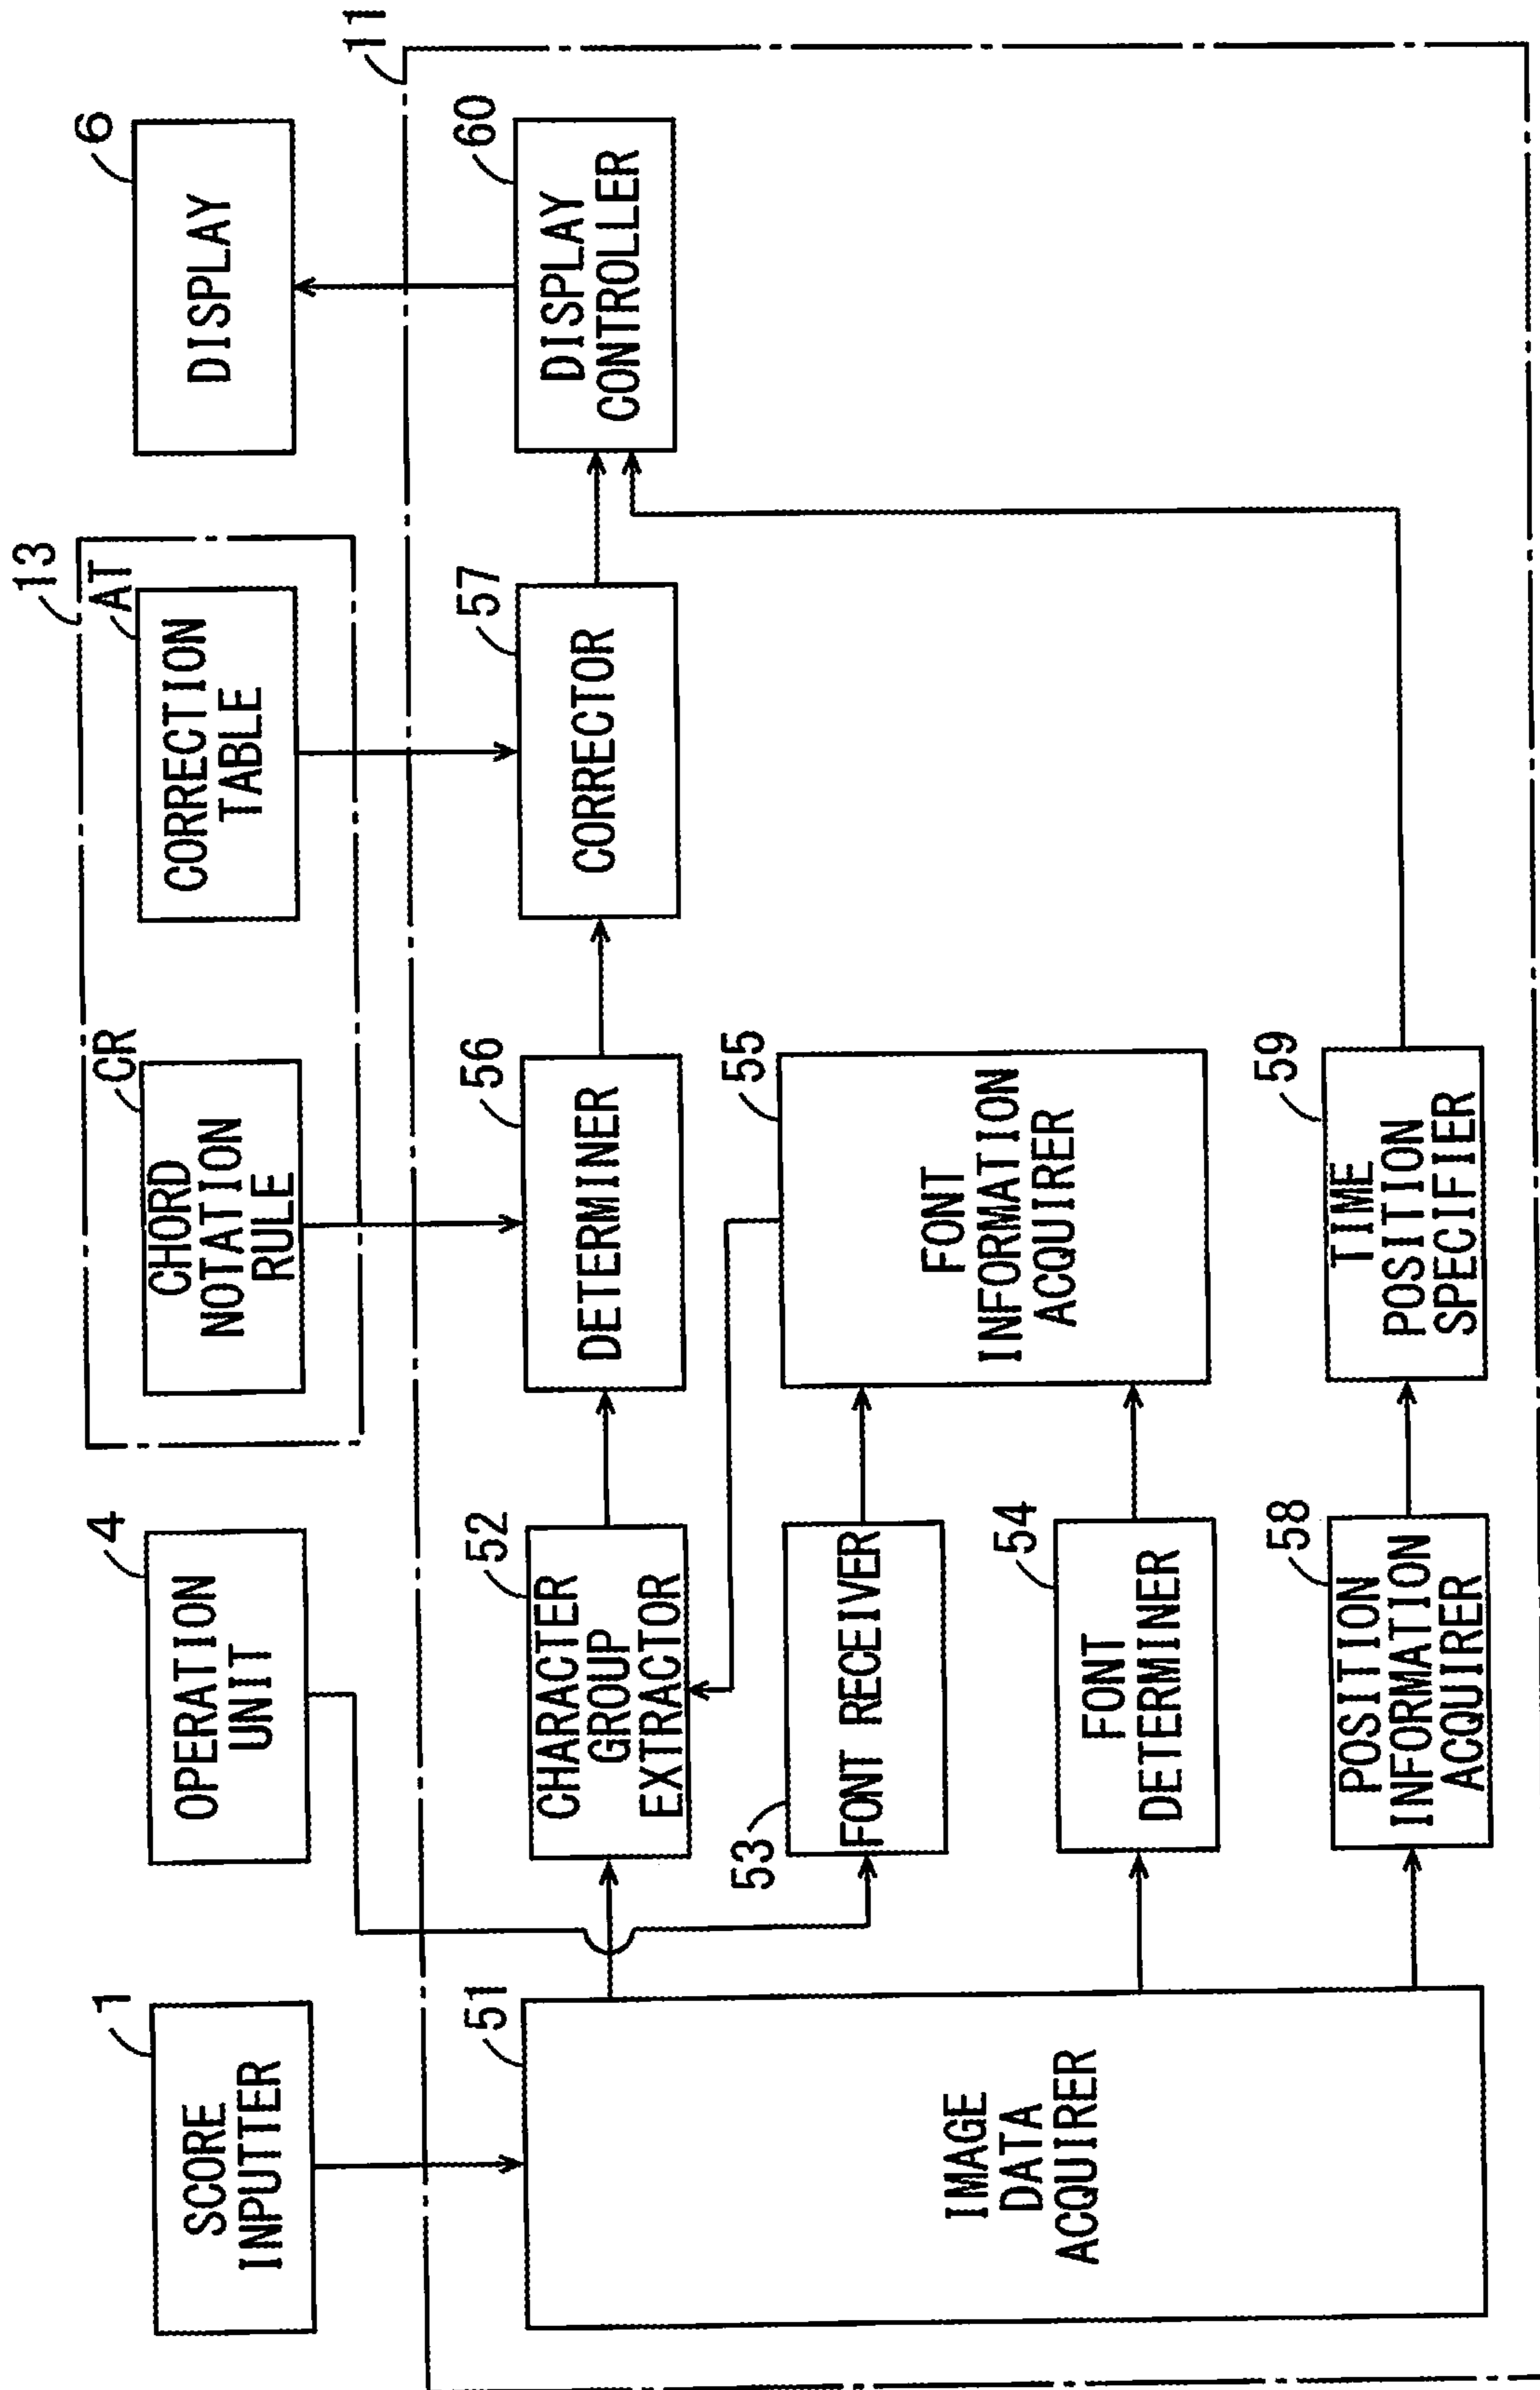 1
SCORE
INPUTTER
4
OPERATION
UNIT
13
CR
CHORD
NOTATION
RULE
AT
CORRECTION
TABLE
6
DISPLAY
11
51
IMAGE
DATA
ACQUIRER
52
CHARACTER
GROUP
EXTRACTOR
56
DETERMINER
57
CORRECTOR
60
DISPLAY
CONTROLLER
53
FONT RECEIVER
55
FONT
INFORMATION
ACQUIRER
54
FONT
DETERMINER
58
POSITION
INFORMATION
ACQUIRER
59
TIME
POSITION
SPECIFIER